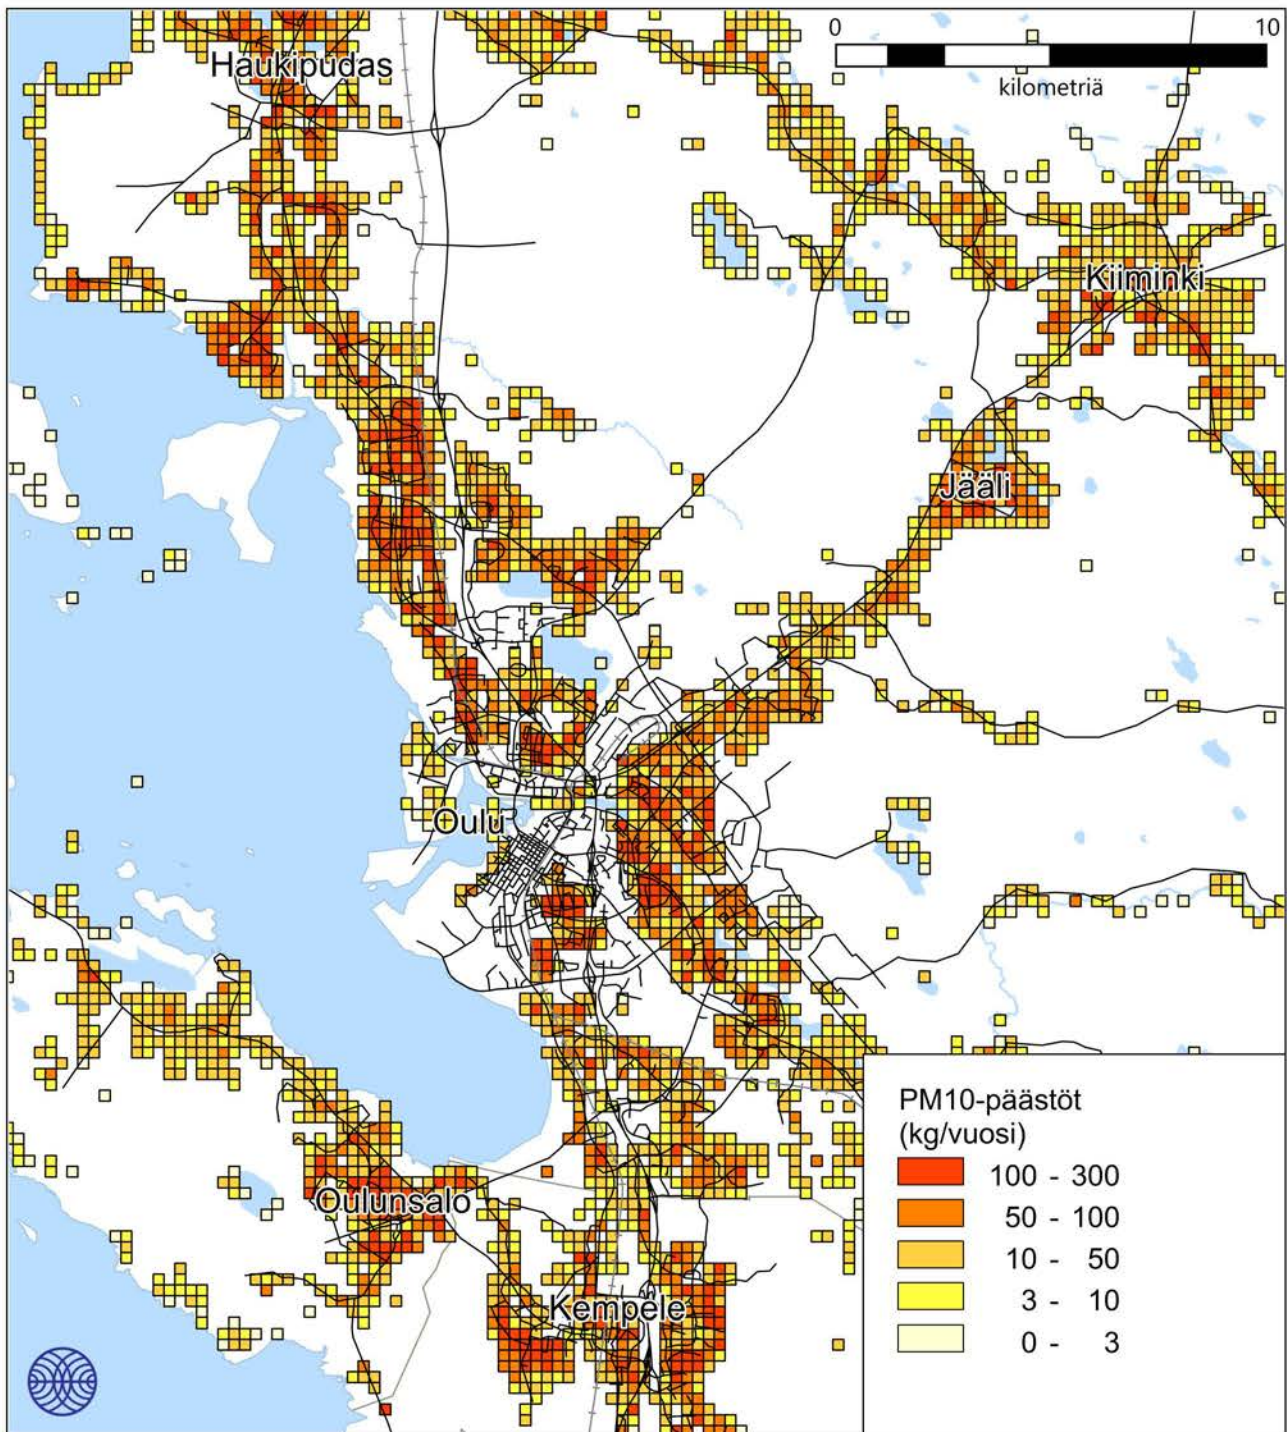 0 10
kilometriä
Haukipudas
Kiiminki
Jääli
Oulu
Oulunsalo
Kempele
PM10-päästöt
(kg/vuosi)
100 - 300
50 - 100
10 - 50
3 - 10
0 - 3